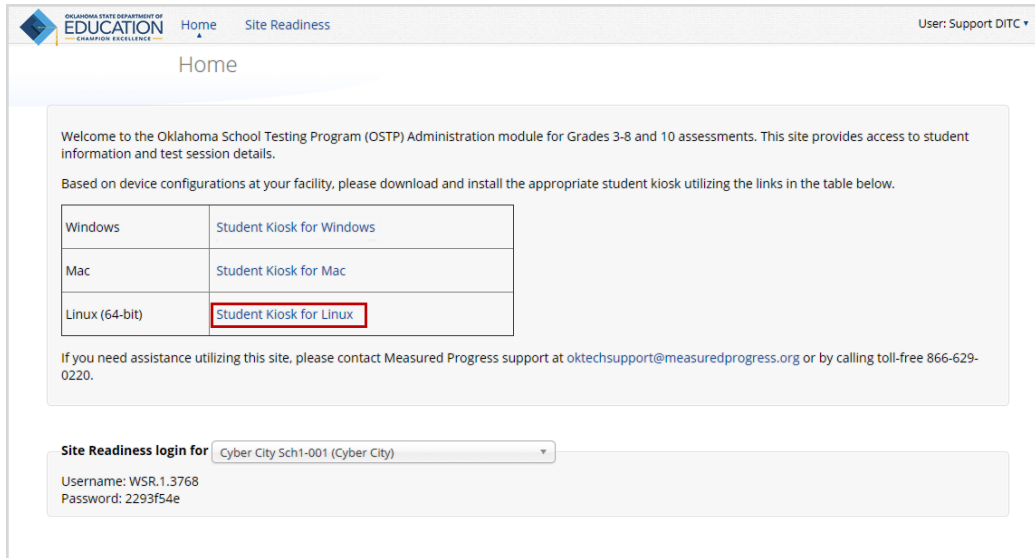 OKLAHOMA STATE DEPARTMENT OF
EDUCATION
CHAMPION EXCELLENCE
Home Site Readiness User: Support DITC
Home
Welcome to the Oklahoma School Testing Program (OSTP) Administration module for Grades 3-8 and 10 assessments. This site provides access to student
information and test session details.
Based on device configurations at your facility, please download and install the appropriate student kiosk utilizing the links in the table below.
Windows Student Kiosk for Windows
Mac Student Kiosk for Mac
Linux (64-bit) Student Kiosk for Linux
If you need assistance utilizing this site, please contact Measured Progress support at oktechsupport@measuredprogress.org or by calling toll-free 866-629-
0220.
Site Readiness login for Cyber City Sch1-001 (Cyber City)
Username: WSR.1.3768
Password: 2293f54e